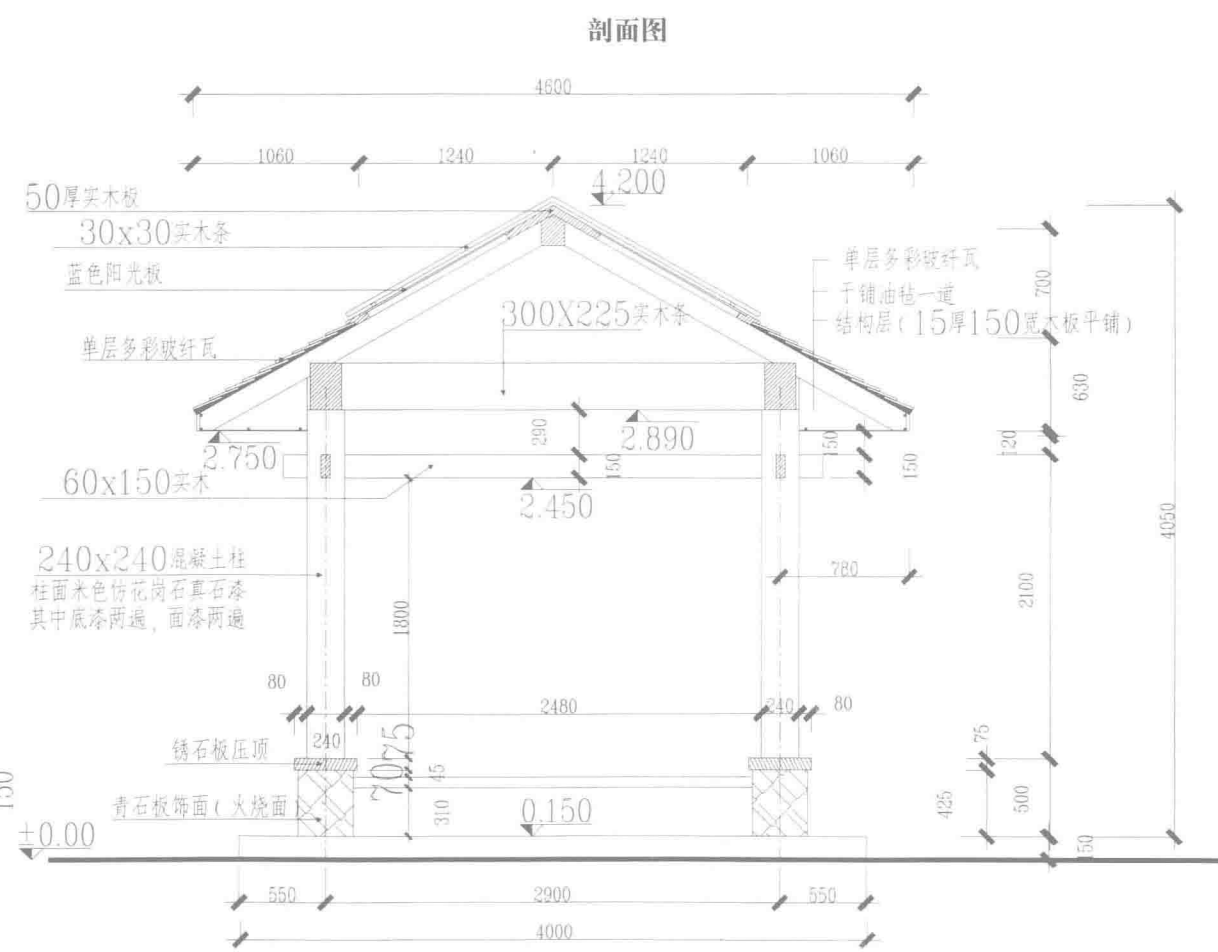 剖面图
4600
1060
1240
1240
1060
4.200
50厚实木板
30x30实木条
蓝色阳光板
单层多彩玻纤瓦
干铺油毡一道
结构层(15厚150宽木板平铺)
700
300X225实木条
单层多彩玻纤瓦
630
4050
290
2.890
150
120
2.750
150
150
60x150实木
2.450
240x240混凝土柱
柱面米色仿花岗石真石漆
其中底漆两遍，面漆两遍
780
2100
1800
80
80
2480
240
80
240
锈石板压顶
75
70
45
75
青石板饰面(火烧面)
310
0.150
425
500
150
±0.00
150
550
2900
550
4000